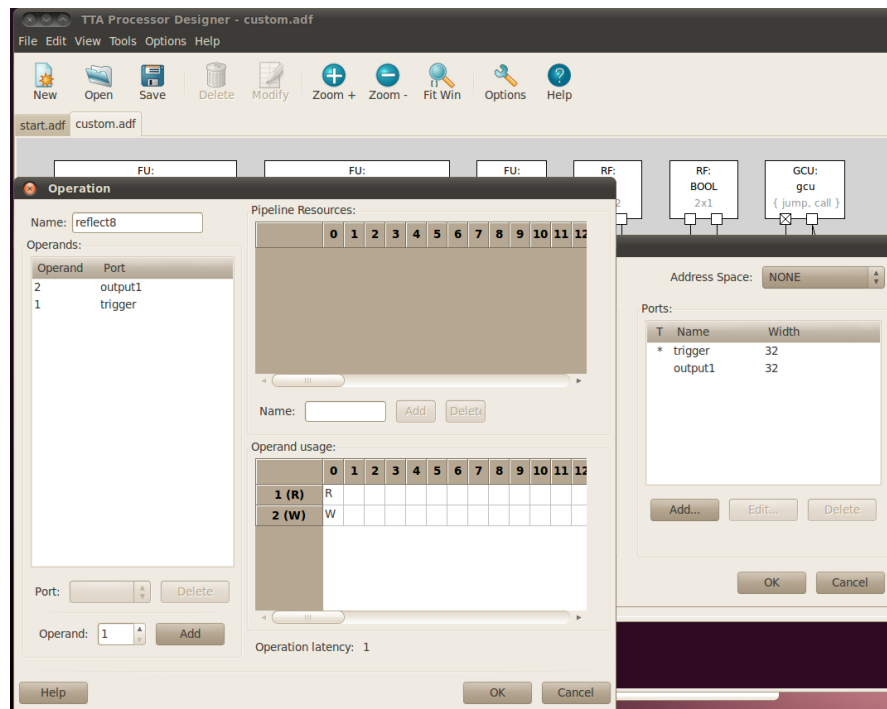 TTA Processor Designer - custom.adf
File Edit View Tools Options Help
New Open Save Delete Modify Zoom + Zoom - Fit Win Options Help
start.adf custom.adf
FU: FU: FU: RF: RF: GCU:
BOOL gcu
2 2x1 { jump, call }
Operation
Name: reflect8
Operands:
Operand Port
2 output1
1 trigger
Port: Delete
Operand: 1 Add
Pipeline Resources:
0 1 2 3 4 5 6 7 8 9 10 11 12
Name: Add Delete
Operand usage:
0 1 2 3 4 5 6 7 8 9 10 11 12
1 (R) R
2 (W) W
Operation latency: 1
Help OK Cancel
Address Space: NONE
Ports:
T Name Width
* trigger 32
output1 32
Add... Edit... Delete
OK Cancel